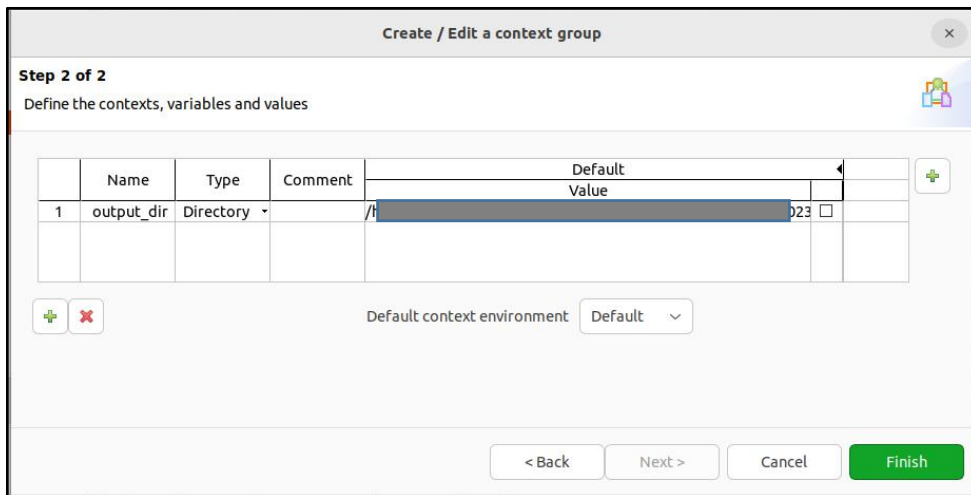 Create / Edit a context group
Step 2 of 2
Define the contexts, variables and values
Name Type Comment Default
Value
1 output_dir Directory /h 023
Default context environment Default
< Back Next > Cancel Finish